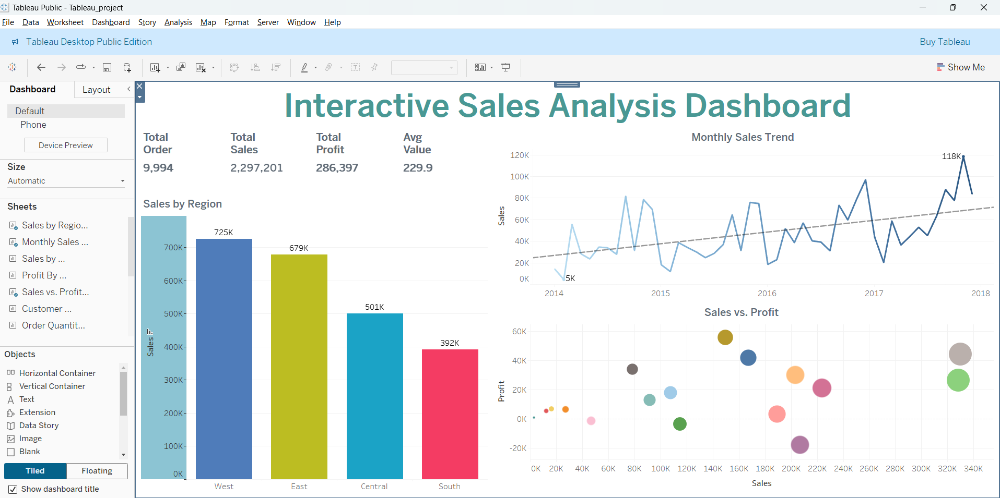 Tableau Public - Tableau_project
File Data Worksheet Dashboard Story Analysis Map Format Server Window Help
Tableau Desktop Public Edition
Buy Tableau
Show Me
Dashboard
Layout
Default
Phone
Device Preview
Size
Automatic
Sheets
Sales by Regio...
Monthly Sales ...
Sales by ...
Profit By ...
Sales vs. Profit...
Customer ...
Order Quantit...
Objects
Horizontal Container
Vertical Container
Text
Extension
Data Story
Image
Blank
Tiled
Floating
Show dashboard title
Interactive Sales Analysis Dashboard
Total
Order
9,994
Total
Sales
2,297,201
Total
Profit
286,397
Avg
Value
229.9
Sales by Region
Sales
700K
600K
500K
400K
300K
200K
100K
0K
725K
679K
501K
392K
West East Central South
Monthly Sales Trend
Sales
120K
100K
80K
60K
40K
20K
0K
118K
5K
2014 2015 2016 2017 2018
Sales vs. Profit
Profit
60K
40K
20K
0K
-20K
0K 20K 40K 60K 80K 100K 120K 140K 160K 180K 200K 220K 240K 260K 280K 300K 320K 340K
Sales